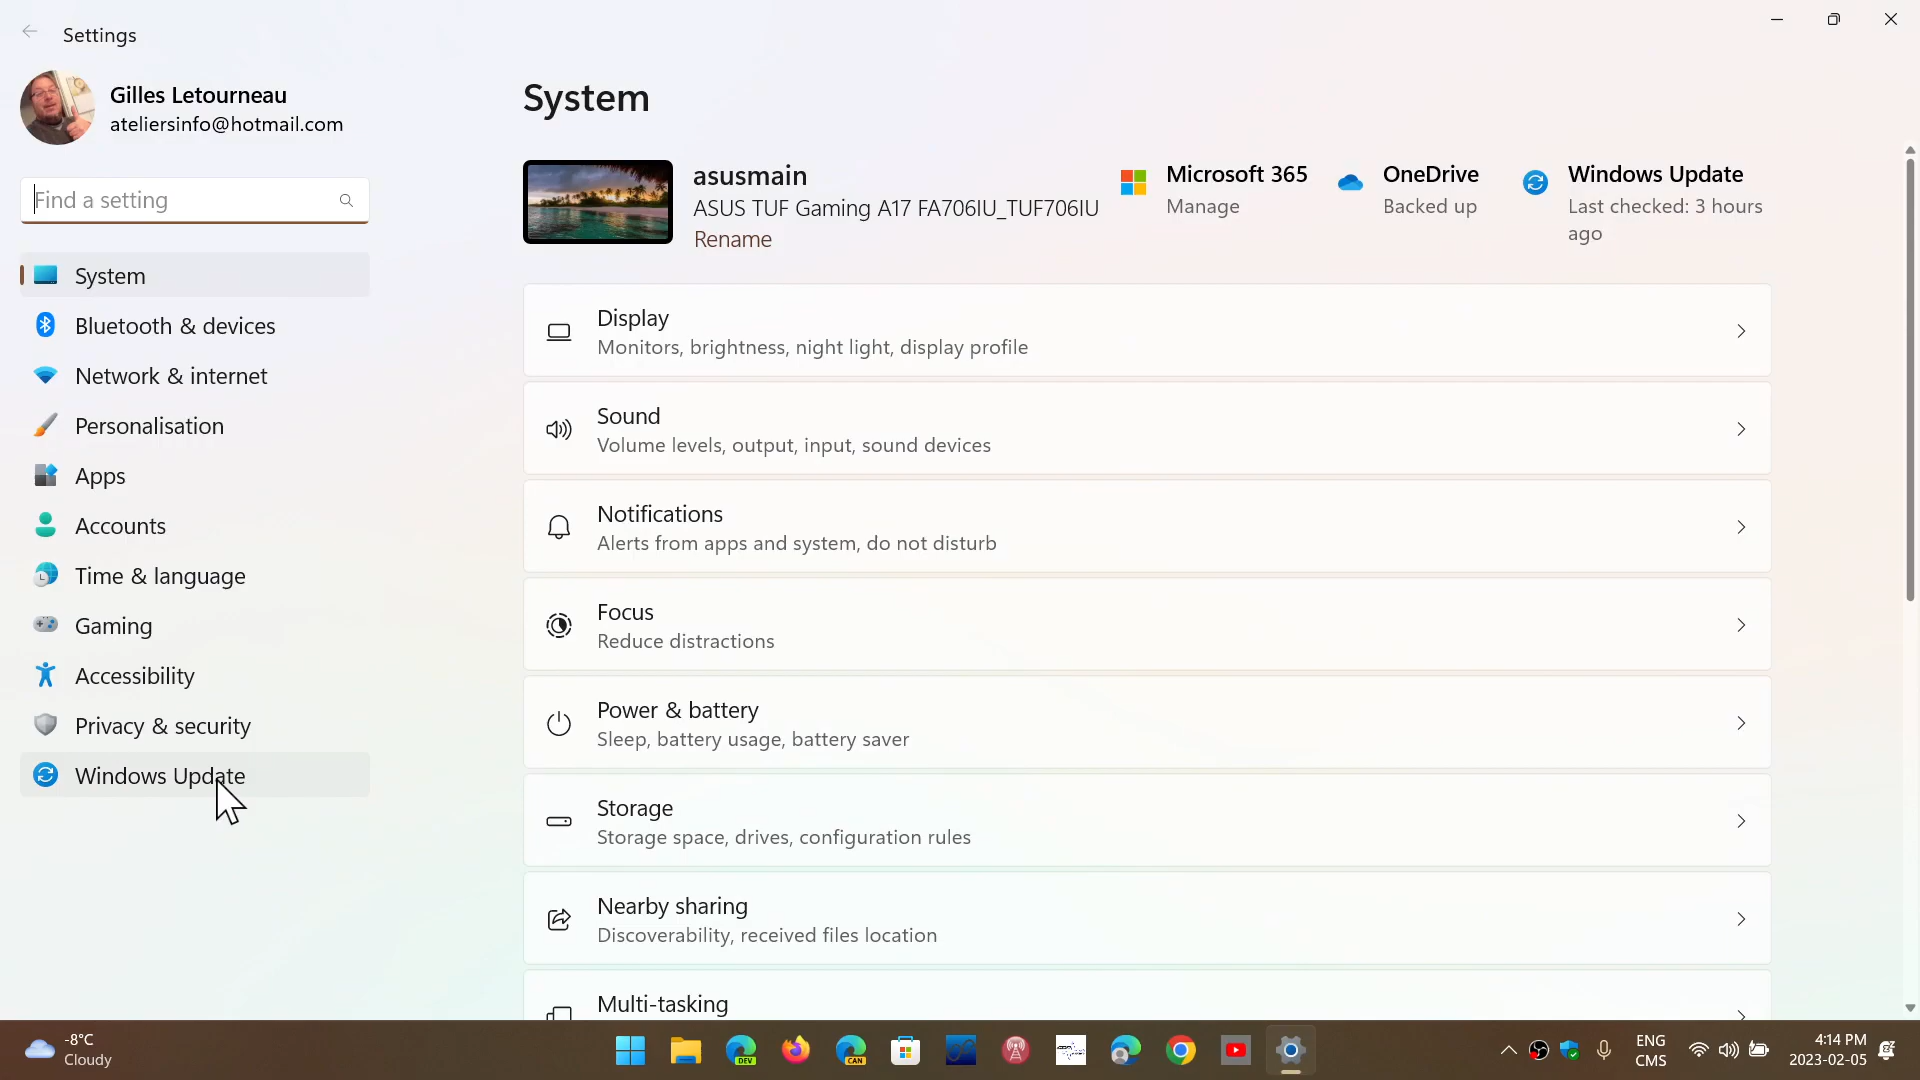 Settings
Gilles Letourneau
ateliersinfo@hotmail.com
Find a setting
System
Bluetooth & devices
Network & internet
Personalisation
Apps
Accounts
Time & language
Gaming
Accessibility
Privacy & security
Windows Update
System
asusmain
ASUS TUF Gaming A17 FA706IU_TUF706IU
Rename
Microsoft 365
Manage
OneDrive
Backed up
Windows Update
Last checked: 3 hours
ago
Display
Monitors, brightness, night light, display profile
Sound
Volume levels, output, input, sound devices
Notifications
Alerts from apps and system, do not disturb
Focus
Reduce distractions
Power & battery
Sleep, battery usage, battery saver
Storage
Storage space, drives, configuration rules
Nearby sharing
Discoverability, received files location
Multi-tasking
-8°C
Cloudy
DEV
CAN
ENG
CMS
4:14 PM
2023-02-05